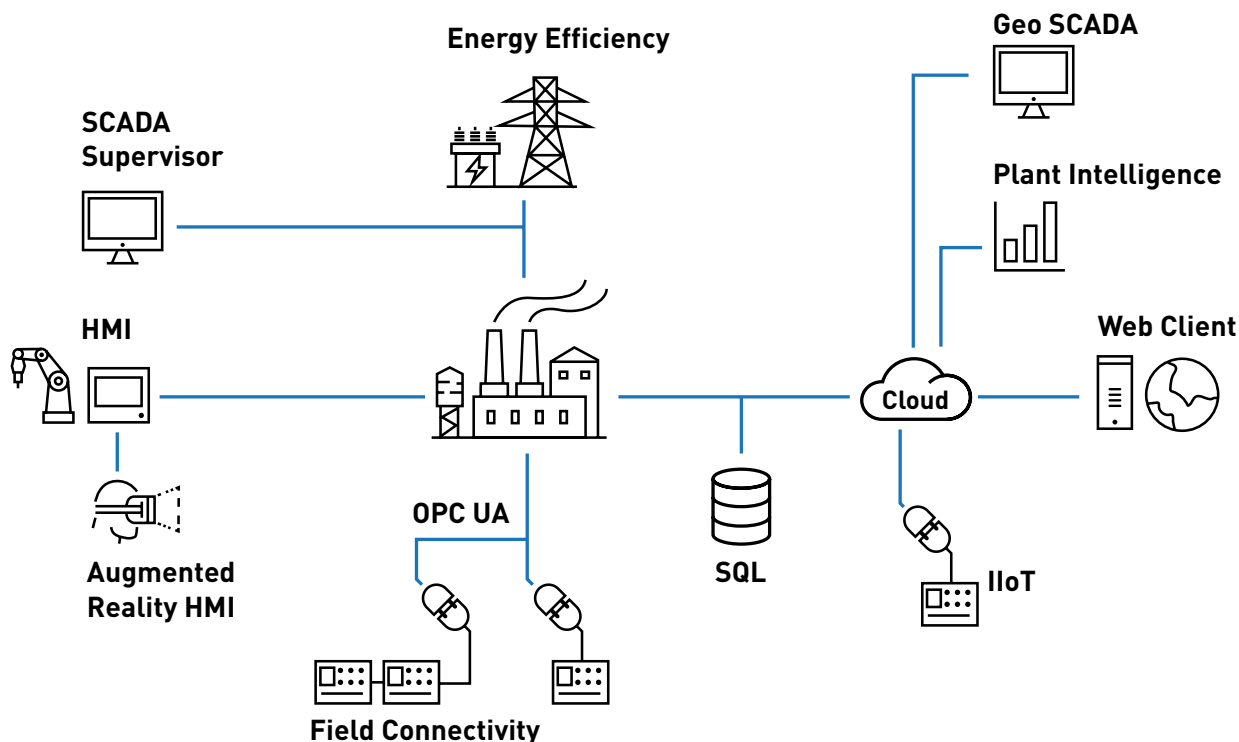 Energy Efficiency
Geo SCADA
SCADA
Supervisor
Plant Intelligence
HMI
Web Client
Cloud
OPC UA
Augmented
Reality HMI
SQL
IIoT
Field Connectivity